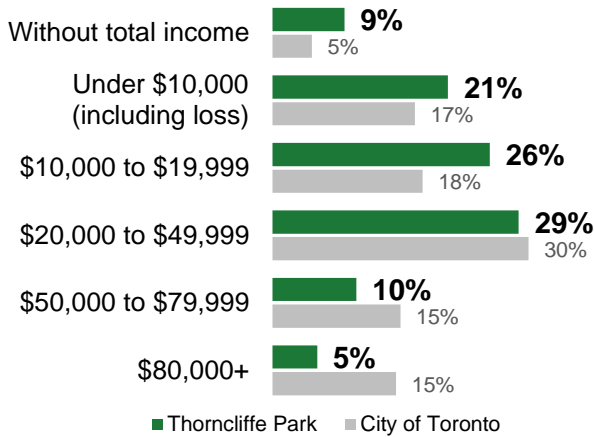 Without total income
9%
5%
Under $10,000
(including loss)
21%
17%
$10,000 to $19,999
26%
18%
$20,000 to $49,999
29%
30%
$50,000 to $79,999
10%
15%
$80,000+
5%
15%
Thorncliffe Park
City of Toronto